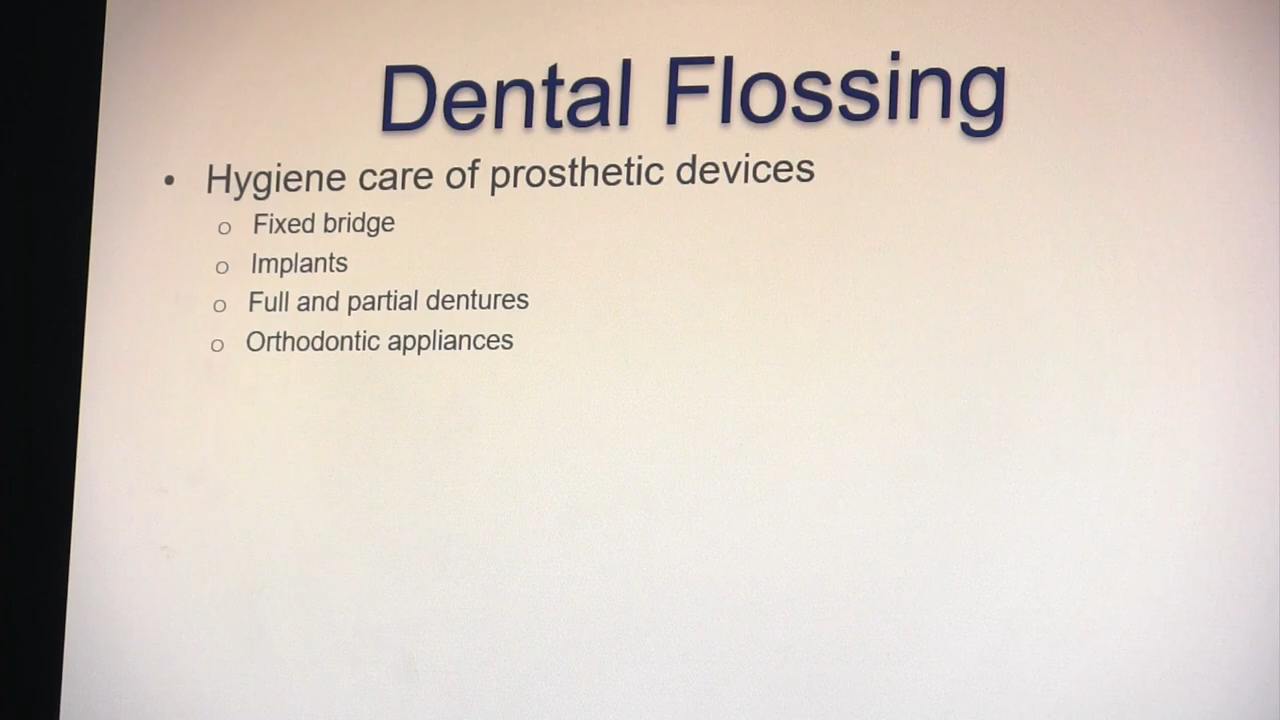 Dental Flossing
• Hygiene care of prosthetic devices
o Fixed bridge
o Implants
o Full and partial dentures
o Orthodontic appliances